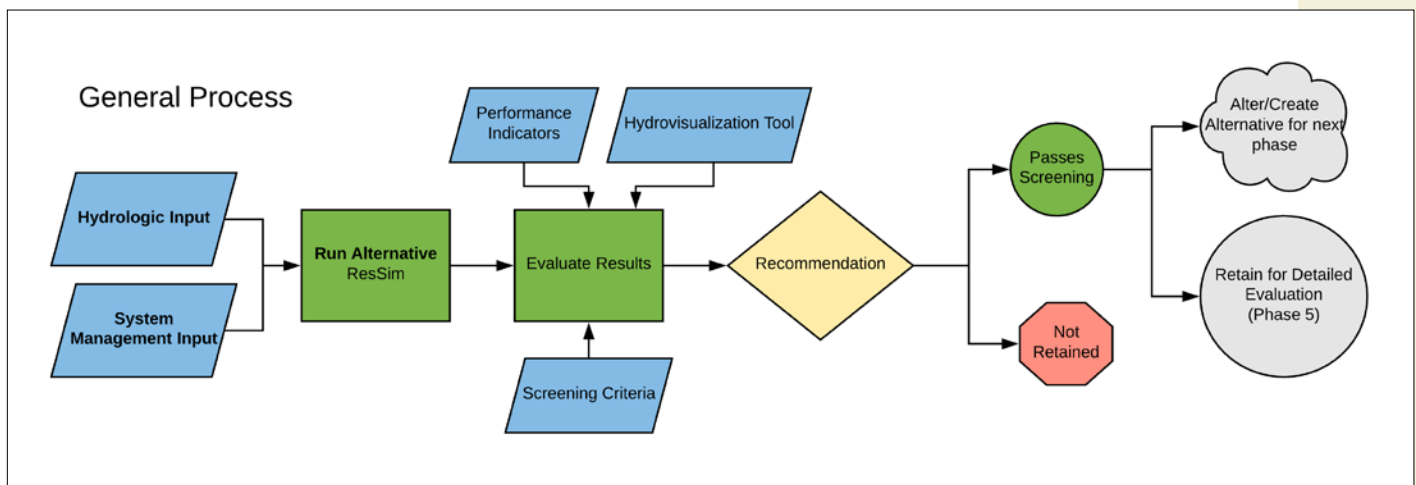 General Process
Performance
Indicators
Hydrovisualization Tool
Hydrologic Input
System
Management Input
Run Alternative
ResSim
Evaluate Results
Screening Criteria
Recommendation
Passes
Screening
Not
Retained
Alter/Create
Alternative for next
phase
Retain for Detailed
Evaluation
(Phase 5)